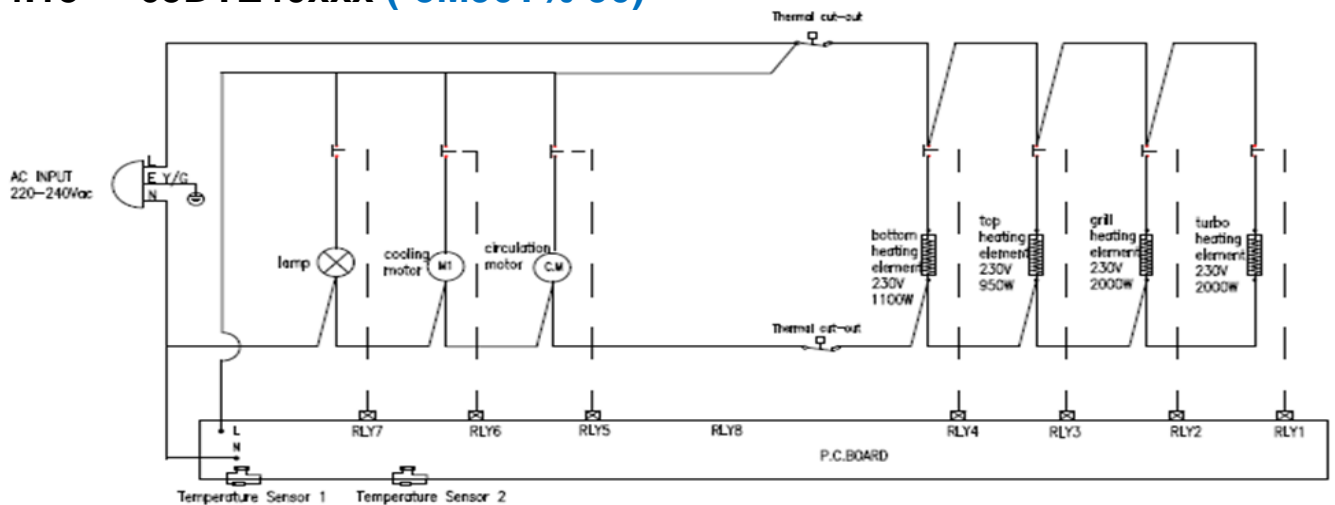 Thermal cut-out
L
E Y/G
N
AC INPUT
220-240Vac
lamp
cooling
motor
M1
circulation
motor
C.M
bottom
heating
element
230V
1100W
top
heating
element
230V
950W
grill
heating
element
230V
2000W
turbo
heating
element
230V
2000W
Thermal cut-out
L
N
RLY7
RLY6
RLY5
RLY8
RLY4
RLY3
RLY2
RLY1
P.C.BOARD
Temperature Sensor 1
Temperature Sensor 2